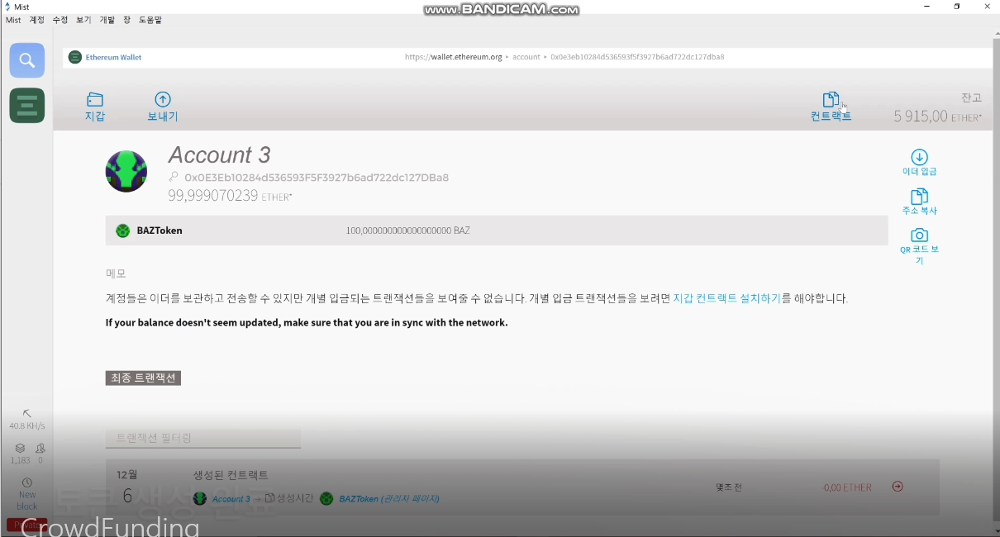 Mist
www.BANDICAM.com
Mist 계정 수정 보기 개발 창 도움말
Ethereum Wallet
https://wallet.ethereum.org ▸ account ▸ 0x0e3eb10284d536593f5f3927b6ad722dc127dba8
지갑
보내기
컨트랙트
잔고
5 915,00 ETHER*
Account 3
0x0E3Eb10284d536593F5F3927b6ad722dc127DBa8
99,999070239 ETHER*
이더 입금
주소 복사
QR 코드 보기
BAZToken 100,000000000000000000 BAZ
메모
계정들은 이더를 보관하고 전송할 수 있지만 개별 입금되는 트랜잭션들을 보여줄 수 없습니다. 개별 입금 트랜잭션들을 보려면 지갑 컨트랙트 설치하기를 해야합니다.
If your balance doesn't seem updated, make sure that you are in sync with the network.
최종 트랜잭션
트랜잭션 필터링
12월
6
생성된 컨트랙트
Account 3 → 생성시간 BAZToken (관리자 페이지)
몇초 전
-0,00 ETHER
40.8 KH/s
1,183 0
New
block
토큰 생성 완료
CrowdFunding